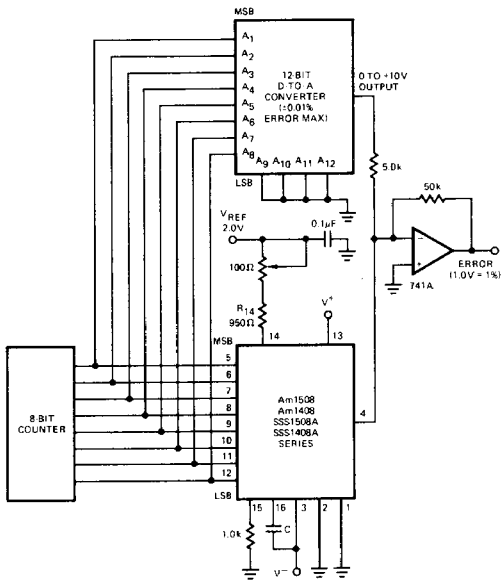 MSB
A1
A2
A3
A4
A5
A6
A7
A8
A9 A10 A11 A12
12-BIT
D-TO-A
CONVERTER
(±0.01%
ERROR MAX)
LSB
0 TO +10V
OUTPUT
5.0k
50k
VREF
2.0V
0.1μF
100Ω
R14
950Ω
741A
ERROR
(1.0V = 1%)
V+
14
13
MSB
5
6
7
8
9
10
11
12
LSB
8-BIT
COUNTER
Am1508
Am1408
SSS1508A
SSS1408A
SERIES
4
15
16
3
2
1
1.0k
C
V−